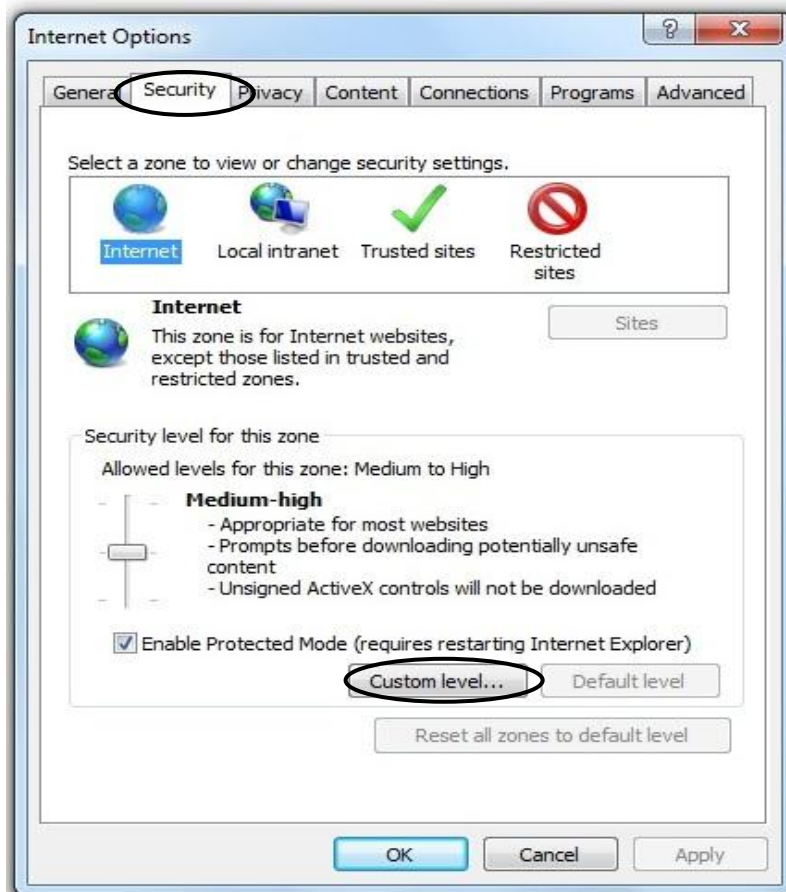 Internet Options
General Security Privacy Content Connections Programs Advanced
Select a zone to view or change security settings.
Internet Local intranet Trusted sites Restricted
sites
Internet
Sites
This zone is for Internet websites,
except those listed in trusted and
restricted zones.
Security level for this zone
Allowed levels for this zone: Medium to High
Medium-high
- Appropriate for most websites
- Prompts before downloading potentially unsafe
content
- Unsigned ActiveX controls will not be downloaded
Enable Protected Mode (requires restarting Internet Explorer)
Custom level... Default level
Reset all zones to default level
OK Cancel Apply